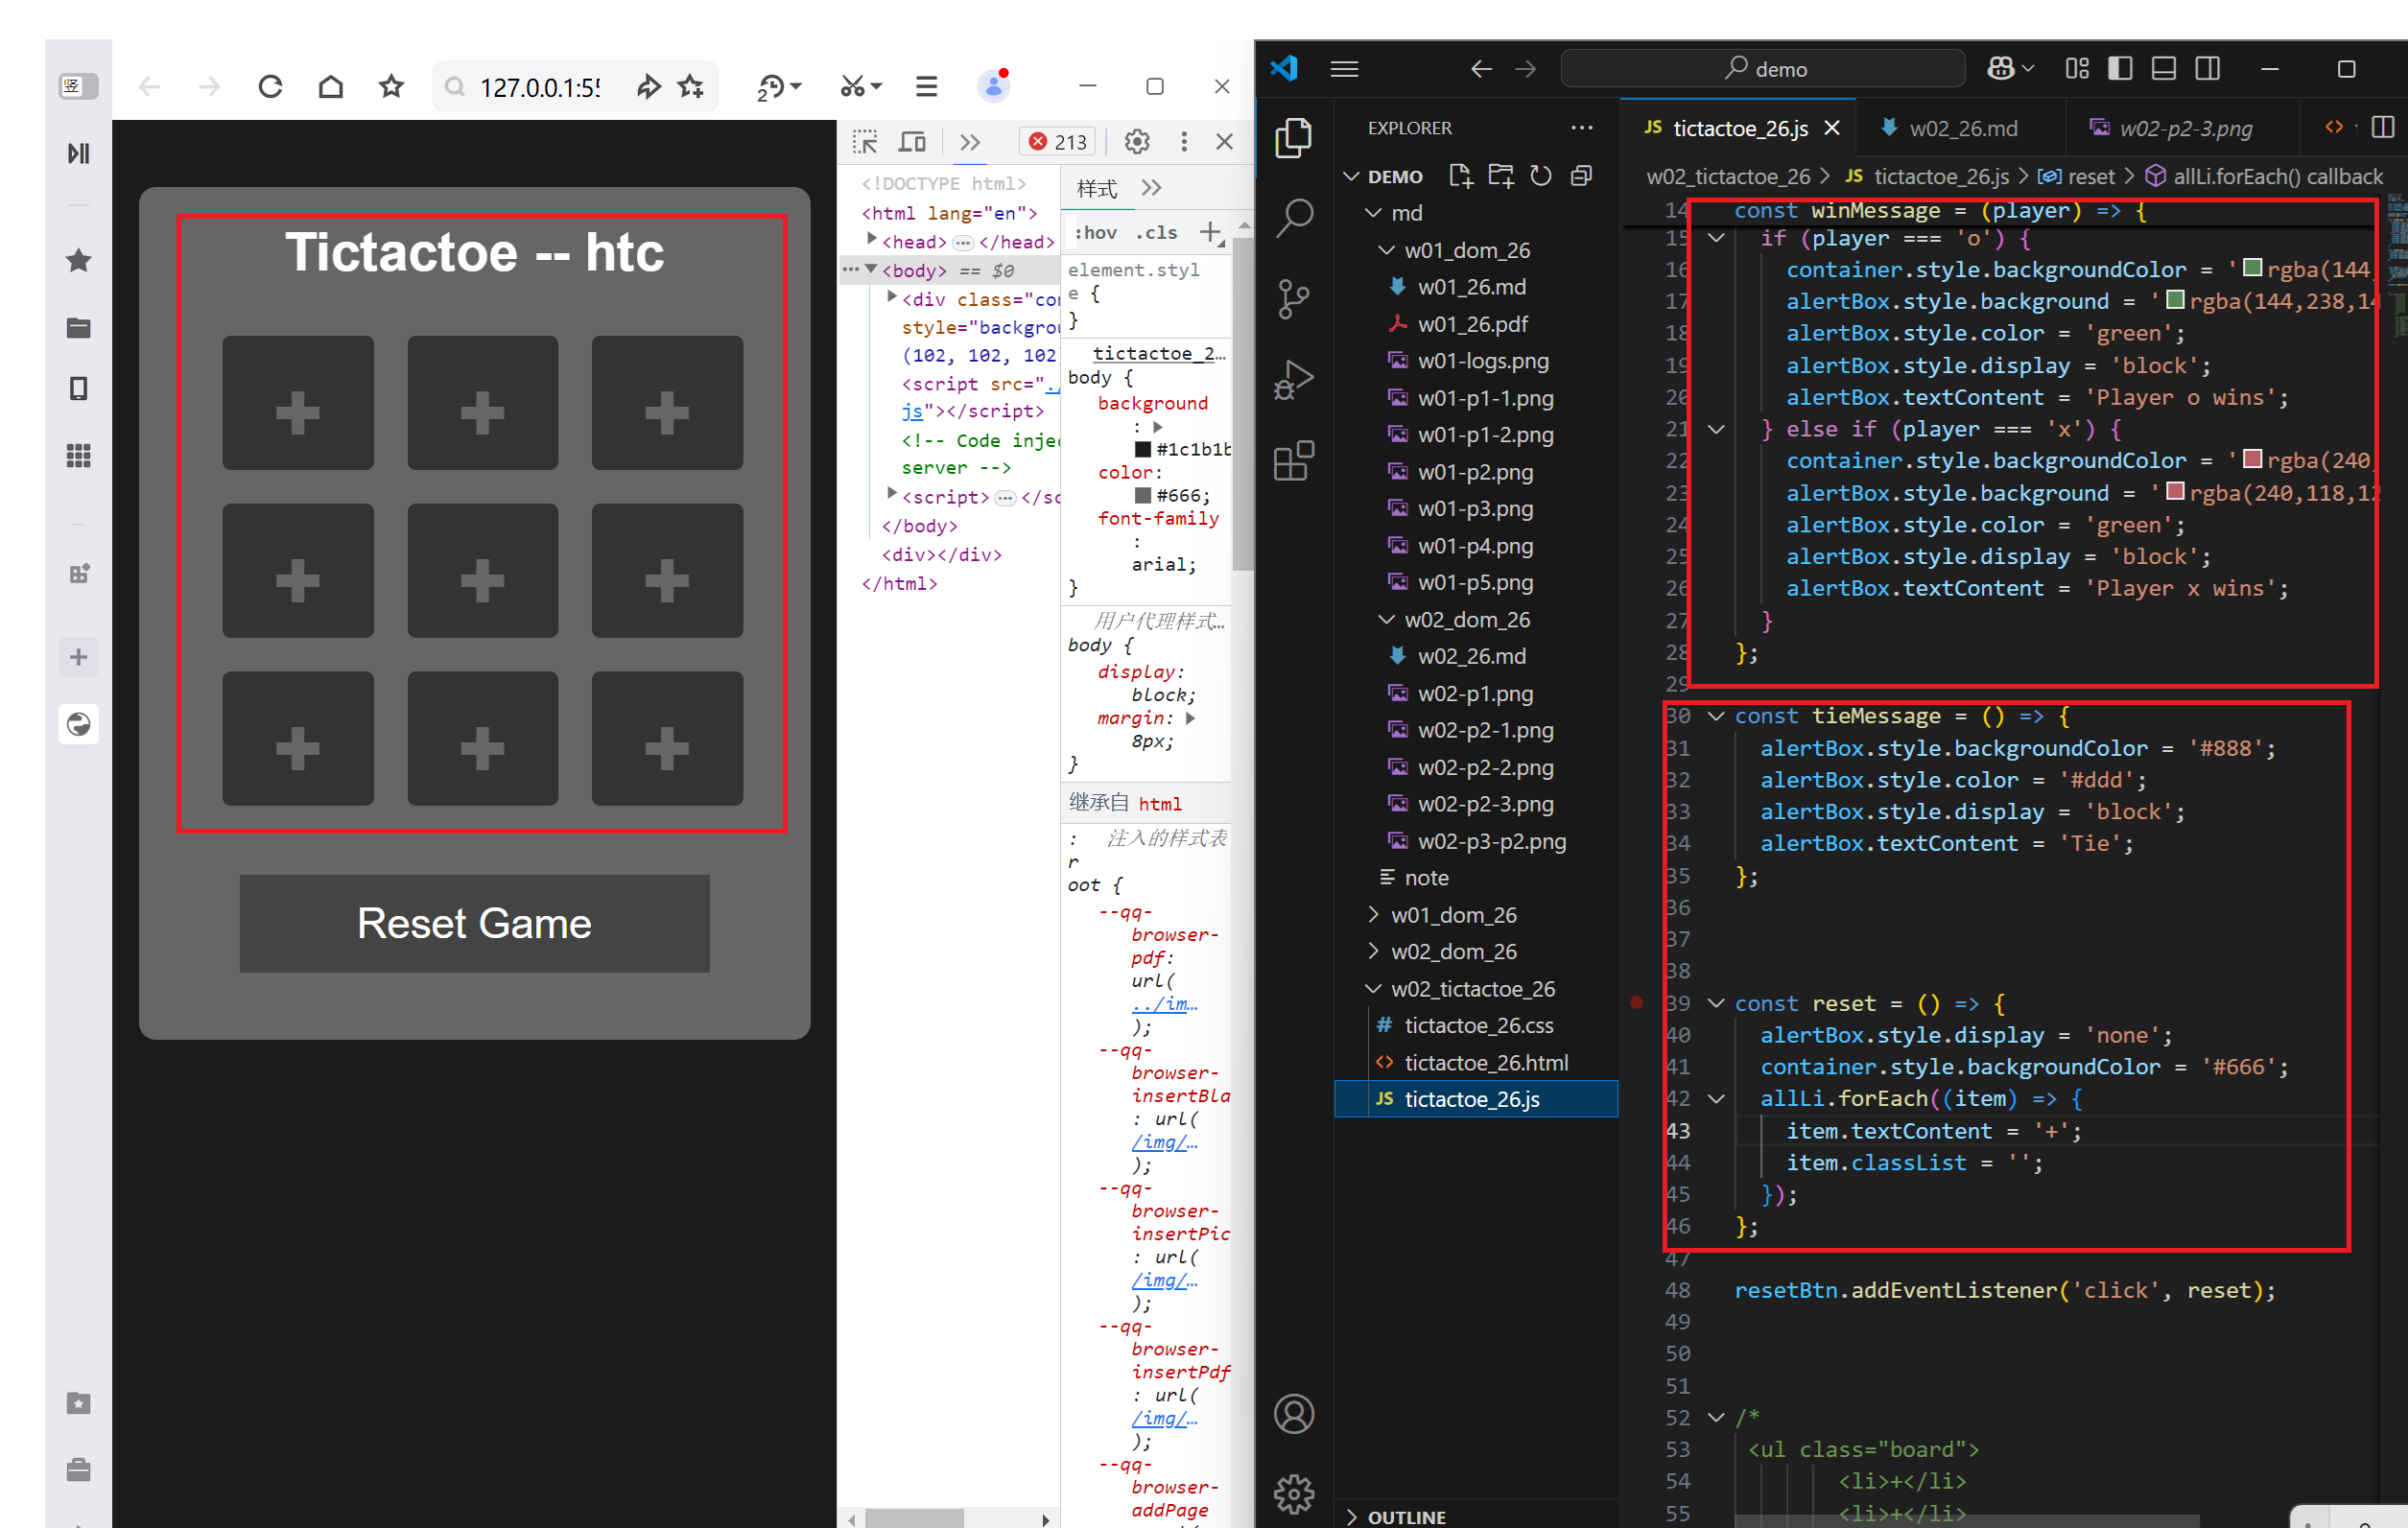 竖
127.0.0.1:55
2
Tictactoe -- htc
+ + +
+ + +
+ + +
Reset Game
213
<!DOCTYPE html>
<html lang="en">
<head> ··· </head>
··· <body> == $0
<div class="co
style="backgrou
(102, 102, 102
<script src="./
js"></script>
<!-- Code injec
server -->
<script> ··· </sc
</body>
<div></div>
</html>
样式
:hov .cls
element.styl
e {
}
tictactoe_2…
body {
background
:
#1c1b1b
color:
#666;
font-family
:
arial;
}
用户代理样式…
body {
display:
block;
margin:
8px;
}
继承自 html
: 注入的样式表
r
oot {
--qq-
browser-
pdf:
url(
../im…
);
--qq-
browser-
insertBla
: url(
/img/…
);
--qq-
browser-
insertPic
: url(
/img/…
);
--qq-
browser-
insertPdf
: url(
/img/…
);
--qq-
browser-
addPage
demo
EXPLORER
DEMO
md
w01_dom_26
w01_26.md
w01_26.pdf
w01-logs.png
w01-p1-1.png
w01-p1-2.png
w01-p2.png
w01-p3.png
w01-p4.png
w01-p5.png
w02_dom_26
w02_26.md
w02-p1.png
w02-p2-1.png
w02-p2-2.png
w02-p2-3.png
w02-p3-p2.png
note
w01_dom_26
w02_dom_26
w02_tictactoe_26
# tictactoe_26.css
<> tictactoe_26.html
JS tictactoe_26.js
OUTLINE
JS tictactoe_26.js
w02_26.md
w02-p2-3.png
<>
w02_tictactoe_26 > JS tictactoe_26.js > reset > allLi.forEach() callback
14 const winMessage = (player) => {
15 if (player === 'o') {
16 container.style.backgroundColor = 'rgba(144,
17 alertBox.style.background = 'rgba(144,238,14
18 alertBox.style.color = 'green';
19 alertBox.style.display = 'block';
20 alertBox.textContent = 'Player o wins';
21 } else if (player === 'x') {
22 container.style.backgroundColor = 'rgba(240,
23 alertBox.style.background = 'rgba(240,118,12
24 alertBox.style.color = 'green';
25 alertBox.style.display = 'block';
26 alertBox.textContent = 'Player x wins';
27 }
28 };
29
30 const tieMessage = () => {
31 alertBox.style.backgroundColor = '#888';
32 alertBox.style.color = '#ddd';
33 alertBox.style.display = 'block';
34 alertBox.textContent = 'Tie';
35 };
36
37
38
39 const reset = () => {
40 alertBox.style.display = 'none';
41 container.style.backgroundColor = '#666';
42 allLi.forEach((item) => {
43 item.textContent = '+';
44 item.classList = '';
45 });
46 };
47
48 resetBtn.addEventListener('click', reset);
49
50
51
52 /*
53 <ul class="board">
54 <li>+</li>
55 <li>+</li>